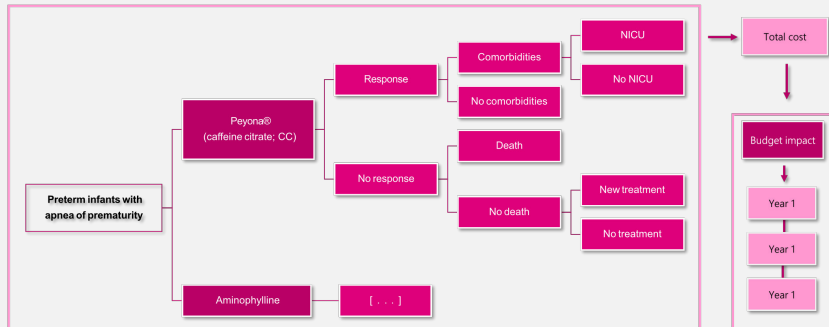 NICU
Total cost
Comorbidities
Response
No NICU
No comorbidities
Peyona®
(caffeine citrate; CC)
Death
Budget impact
No response
New treatment
Preterm infants with
apnea of prematurity
No death
Year 1
No treatment
Year 1
Aminophylline
[ . . . ]
Year 1